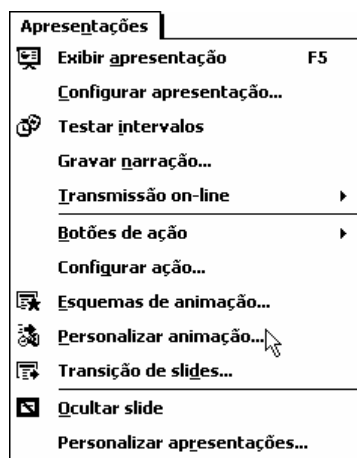 Apresentações
Exibir apresentação F5
Configurar apresentação...
Testar intervalos
Gravar narração...
Transmissão on-line
Botões de ação
Configurar ação...
Esquemas de animação...
Personalizar animação...
Transição de slides...
Ocultar slide
Personalizar apresentações...